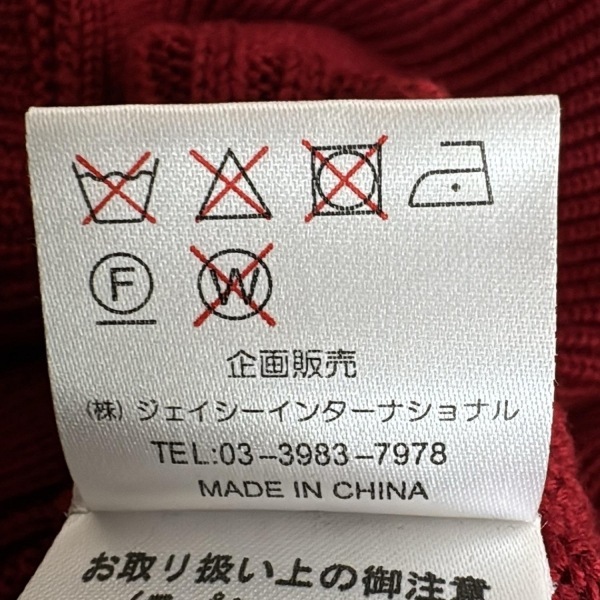 F W
企画販売
(株) ジェイシーインターナショナル
TEL:03-3983-7978
MADE IN CHINA
お取り扱い上の御注意